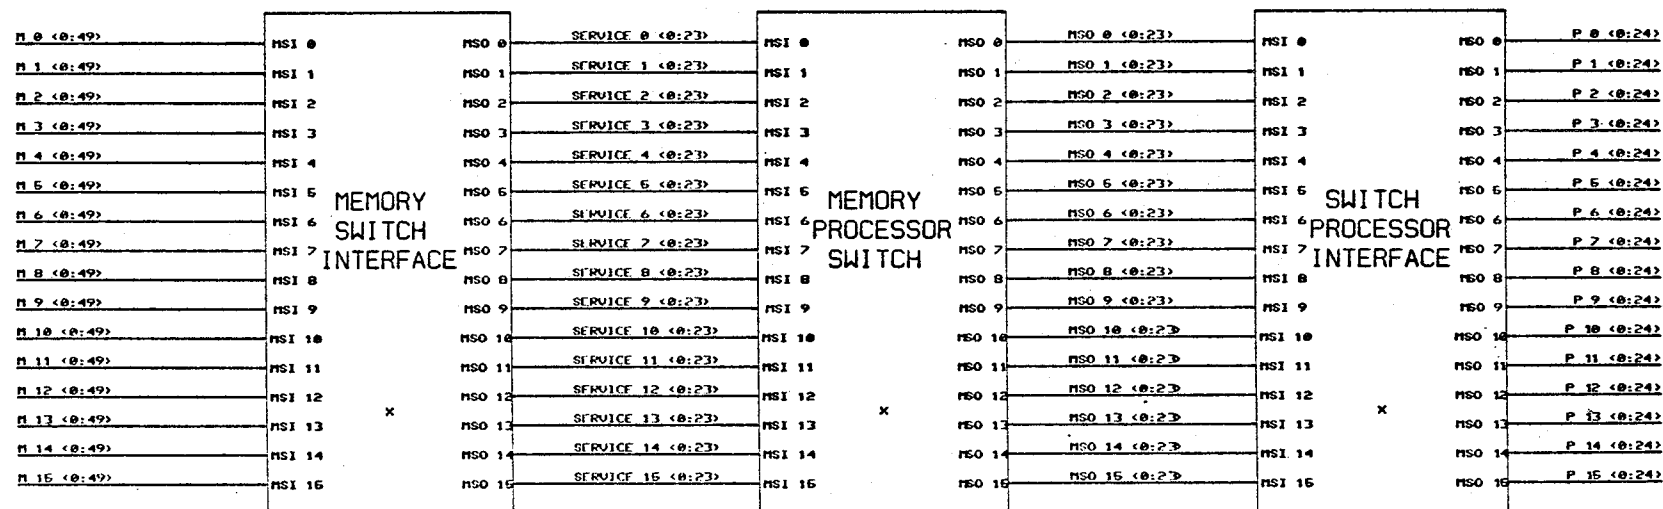 M 0 <0:49> MSI 0 MSO 0 SERVICE 0 <0:23> MSI 0 MSO 0 MSO 0 <0:23> MSI 0 MSO 0 P 0 <0:24>
M 1 <0:49> MSI 1 MSO 1 SERVICE 1 <0:23> MSI 1 MSO 1 MSO 1 <0:23> MSI 1 MSO 1 P 1 <0:24>
M 2 <0:49> MSI 2 MSO 2 SERVICE 2 <0:23> MSI 2 MSO 2 MSO 2 <0:23> MSI 2 MSO 2 P 2 <0:24>
M 3 <0:49> MSI 3 MSO 3 SERVICE 3 <0:23> MSI 3 MSO 3 MSO 3 <0:23> MSI 3 MSO 3 P 3 <0:24>
M 4 <0:49> MSI 4 MSO 4 SERVICE 4 <0:23> MSI 4 MSO 4 MSO 4 <0:23> MSI 4 MSO 4 P 4 <0:24>
M 5 <0:49> MSI 5 MSO 5 SERVICE 5 <0:23> MSI 5 MSO 5 MSO 5 <0:23> MSI 5 MSO 5 P 5 <0:24>
M 6 <0:49> MSI 6 MSO 6 SERVICE 6 <0:23> MSI 6 MSO 6 MSO 6 <0:23> MSI 6 MSO 6 P 6 <0:24>
M 7 <0:49> MSI 7 MSO 7 SERVICE 7 <0:23> MSI 7 MSO 7 MSO 7 <0:23> MSI 7 MSO 7 P 7 <0:24>
M 8 <0:49> MSI 8 MSO 8 SERVICE 8 <0:23> MSI 8 MSO 8 MSO 8 <0:23> MSI 8 MSO 8 P 8 <0:24>
M 9 <0:49> MSI 9 MSO 9 SERVICE 9 <0:23> MSI 9 MSO 9 MSO 9 <0:23> MSI 9 MSO 9 P 9 <0:24>
M 10 <0:49> MSI 10 MSO 10 SERVICE 10 <0:23> MSI 10 MSO 10 MSO 10 <0:23> MSI 10 MSO 10 P 10 <0:24>
M 11 <0:49> MSI 11 MSO 11 SERVICE 11 <0:23> MSI 11 MSO 11 MSO 11 <0:23> MSI 11 MSO 11 P 11 <0:24>
M 12 <0:49> MSI 12 MSO 12 SERVICE 12 <0:23> MSI 12 MSO 12 MSO 12 <0:23> MSI 12 MSO 12 P 12 <0:24>
M 13 <0:49> MSI 13 MSO 13 SERVICE 13 <0:23> MSI 13 MSO 13 MSO 13 <0:23> MSI 13 MSO 13 P 13 <0:24>
M 14 <0:49> MSI 14 MSO 14 SERVICE 14 <0:23> MSI 14 MSO 14 MSO 14 <0:23> MSI 14 MSO 14 P 14 <0:24>
M 15 <0:49> MSI 15 MSO 15 SERVICE 15 <0:23> MSI 15 MSO 15 MSO 15 <0:23> MSI 15 MSO 15 P 15 <0:24>
MEMORY
SWITCH
INTERFACE
x
MEMORY
PROCESSOR
SWITCH
x
SWITCH
PROCESSOR
INTERFACE
x